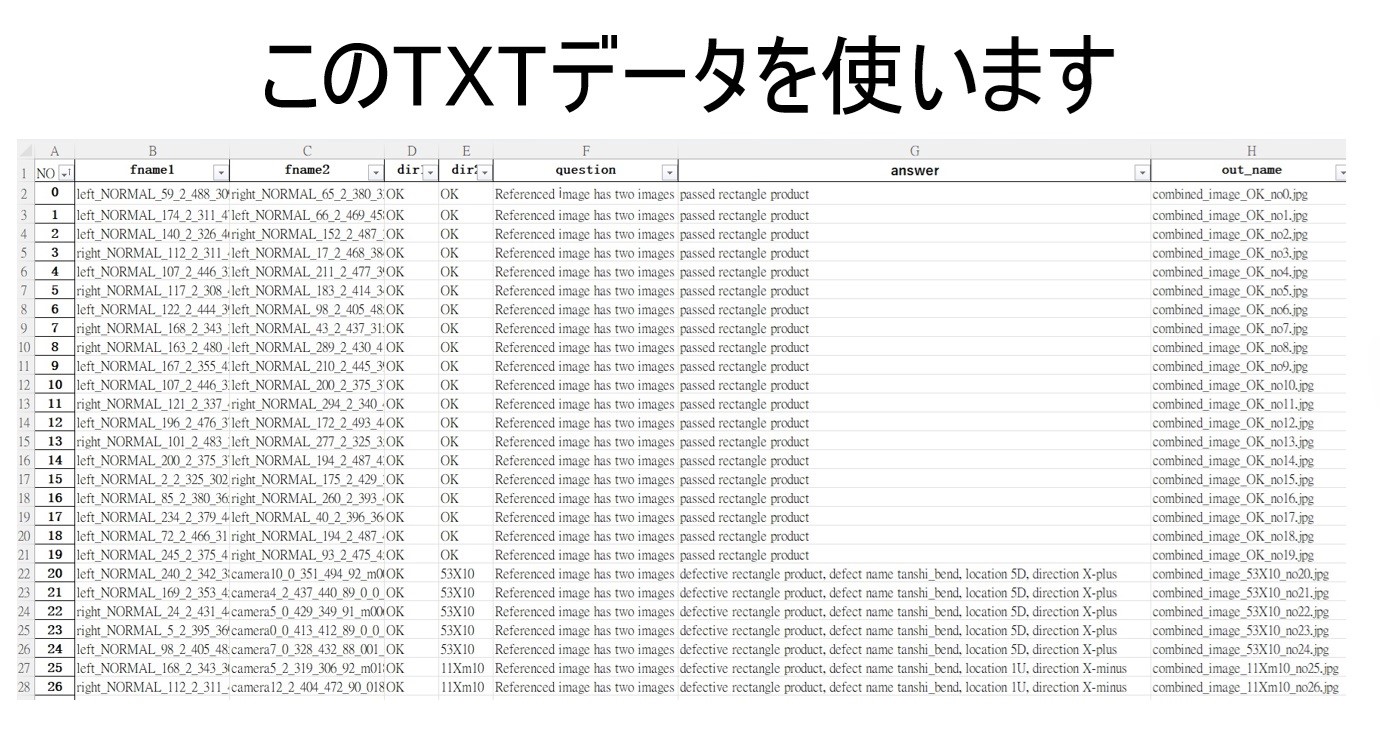 このTXTデータを使います
A B C D E F G H
1 NO fname1 fname2 dir dir question answer out_name
2 0 left_NORMAL_59_2_488_30 right_NORMAL_65_2_380_3 OK OK Referenced image has two images passed rectangle product combined_image_OK_no0.jpg
3 1 left_NORMAL_174_2_311_4 left_NORMAL_66_2_469_45 OK OK Referenced image has two images passed rectangle product combined_image_OK_no1.jpg
4 2 left_NORMAL_140_2_326_4 right_NORMAL_152_2_487_ OK OK Referenced image has two images passed rectangle product combined_image_OK_no2.jpg
5 3 right_NORMAL_112_2_311_ left_NORMAL_17_2_468_38 OK OK Referenced image has two images passed rectangle product combined_image_OK_no3.jpg
6 4 left_NORMAL_107_2_446_3 left_NORMAL_211_2_477_3 OK OK Referenced image has two images passed rectangle product combined_image_OK_no4.jpg
7 5 right_NORMAL_117_2_308_ left_NORMAL_183_2_414_3 OK OK Referenced image has two images passed rectangle product combined_image_OK_no5.jpg
8 6 left_NORMAL_122_2_444_3 left_NORMAL_98_2_405_48 OK OK Referenced image has two images passed rectangle product combined_image_OK_no6.jpg
9 7 right_NORMAL_168_2_343_ left_NORMAL_43_2_437_31 OK OK Referenced image has two images passed rectangle product combined_image_OK_no7.jpg
10 8 right_NORMAL_163_2_480_ left_NORMAL_289_2_430_4 OK OK Referenced image has two images passed rectangle product combined_image_OK_no8.jpg
11 9 left_NORMAL_167_2_355_4 left_NORMAL_210_2_445_3 OK OK Referenced image has two images passed rectangle product combined_image_OK_no9.jpg
12 10 left_NORMAL_107_2_446_3 left_NORMAL_200_2_375_3 OK OK Referenced image has two images passed rectangle product combined_image_OK_no10.jpg
13 11 right_NORMAL_121_2_337_ right_NORMAL_294_2_340_ OK OK Referenced image has two images passed rectangle product combined_image_OK_no11.jpg
14 12 left_NORMAL_196_2_476_3 left_NORMAL_172_2_493_4 OK OK Referenced image has two images passed rectangle product combined_image_OK_no12.jpg
15 13 right_NORMAL_101_2_483_ left_NORMAL_277_2_325_3 OK OK Referenced image has two images passed rectangle product combined_image_OK_no13.jpg
16 14 left_NORMAL_200_2_375_3 left_NORMAL_194_2_487_4 OK OK Referenced image has two images passed rectangle product combined_image_OK_no14.jpg
17 15 left_NORMAL_2_2_325_302 right_NORMAL_175_2_429_ OK OK Referenced image has two images passed rectangle product combined_image_OK_no15.jpg
18 16 left_NORMAL_85_2_380_36 right_NORMAL_260_2_393_ OK OK Referenced image has two images passed rectangle product combined_image_OK_no16.jpg
19 17 left_NORMAL_234_2_379_4 left_NORMAL_40_2_396_36 OK OK Referenced image has two images passed rectangle product combined_image_OK_no17.jpg
20 18 left_NORMAL_72_2_466_31 right_NORMAL_194_2_487_ OK OK Referenced image has two images passed rectangle product combined_image_OK_no18.jpg
21 19 left_NORMAL_245_2_375_4 right_NORMAL_93_2_475_4 OK OK Referenced image has two images passed rectangle product combined_image_OK_no19.jpg
22 20 left_NORMAL_240_2_342_3 camera10_0_351_494_92_m0 OK 53X10 Referenced image has two images defective rectangle product, defect name tanshi_bend, location 5D, direction X-plus combined_image_53X10_no20.jpg
23 21 left_NORMAL_169_2_353_4 camera4_2_437_440_89_0_0_ OK 53X10 Referenced image has two images defective rectangle product, defect name tanshi_bend, location 5D, direction X-plus combined_image_53X10_no21.jpg
24 22 right_NORMAL_24_2_431_4 camera5_0_429_349_91_m00 OK 53X10 Referenced image has two images defective rectangle product, defect name tanshi_bend, location 5D, direction X-plus combined_image_53X10_no22.jpg
25 23 right_NORMAL_5_2_395_36 camera0_0_413_412_89_0_0_ OK 53X10 Referenced image has two images defective rectangle product, defect name tanshi_bend, location 5D, direction X-plus combined_image_53X10_no23.jpg
26 24 left_NORMAL_98_2_405_48 camera7_0_328_432_88_001_ OK 53X10 Referenced image has two images defective rectangle product, defect name tanshi_bend, location 5D, direction X-plus combined_image_53X10_no24.jpg
27 25 left_NORMAL_168_2_343_3 camera5_2_319_306_92_m01 OK 11Xm10 Referenced image has two images defective rectangle product, defect name tanshi_bend, location 1U, direction X-minus combined_image_11Xm10_no25.jpg
28 26 right_NORMAL_112_2_311_ camera12_2_404_472_90_018 OK 11Xm10 Referenced image has two images defective rectangle product, defect name tanshi_bend, location 1U, direction X-minus combined_image_11Xm10_no26.jpg